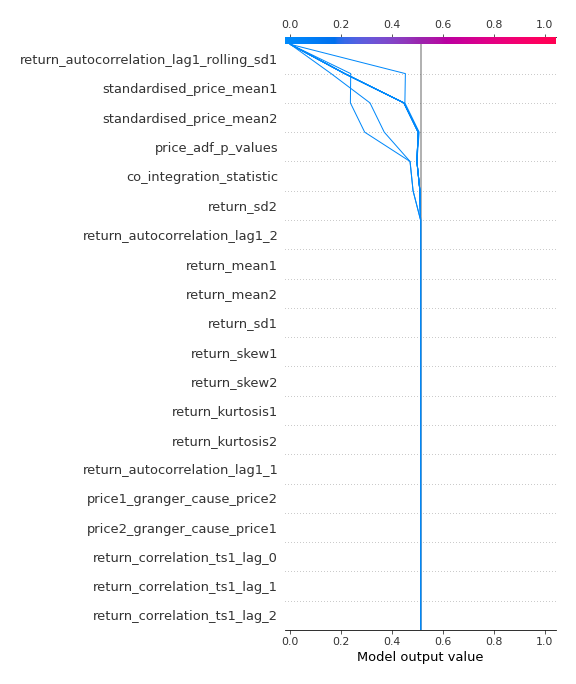 0.0 0.2 0.4 0.6 0.8 1.0
return_autocorrelation_lag1_rolling_sd1
standardised_price_mean1
standardised_price_mean2
price_adf_p_values
co_integration_statistic
return_sd2
return_autocorrelation_lag1_2
return_mean1
return_mean2
return_sd1
return_skew1
return_skew2
return_kurtosis1
return_kurtosis2
return_autocorrelation_lag1_1
price1_granger_cause_price2
price2_granger_cause_price1
return_correlation_ts1_lag_0
return_correlation_ts1_lag_1
return_correlation_ts1_lag_2
0.0 0.2 0.4 0.6 0.8 1.0
Model output value